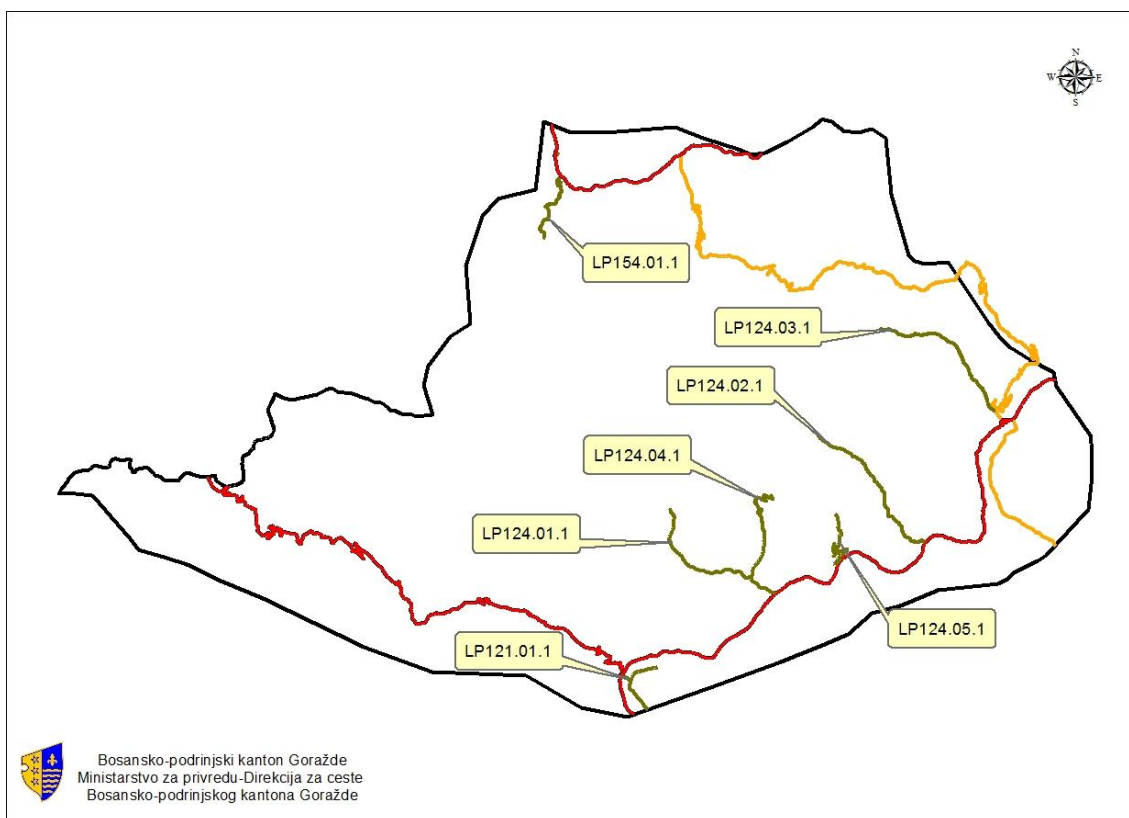 N
W E
S
LP154.01.1
LP124.03.1
LP124.02.1
LP124.04.1
LP124.01.1
LP124.05.1
LP121.01.1
Bosansko-podrinjski kanton Goražde
Ministarstvo za privredu-Direkcija za ceste
Bosansko-podrinjskog kantona Goražde